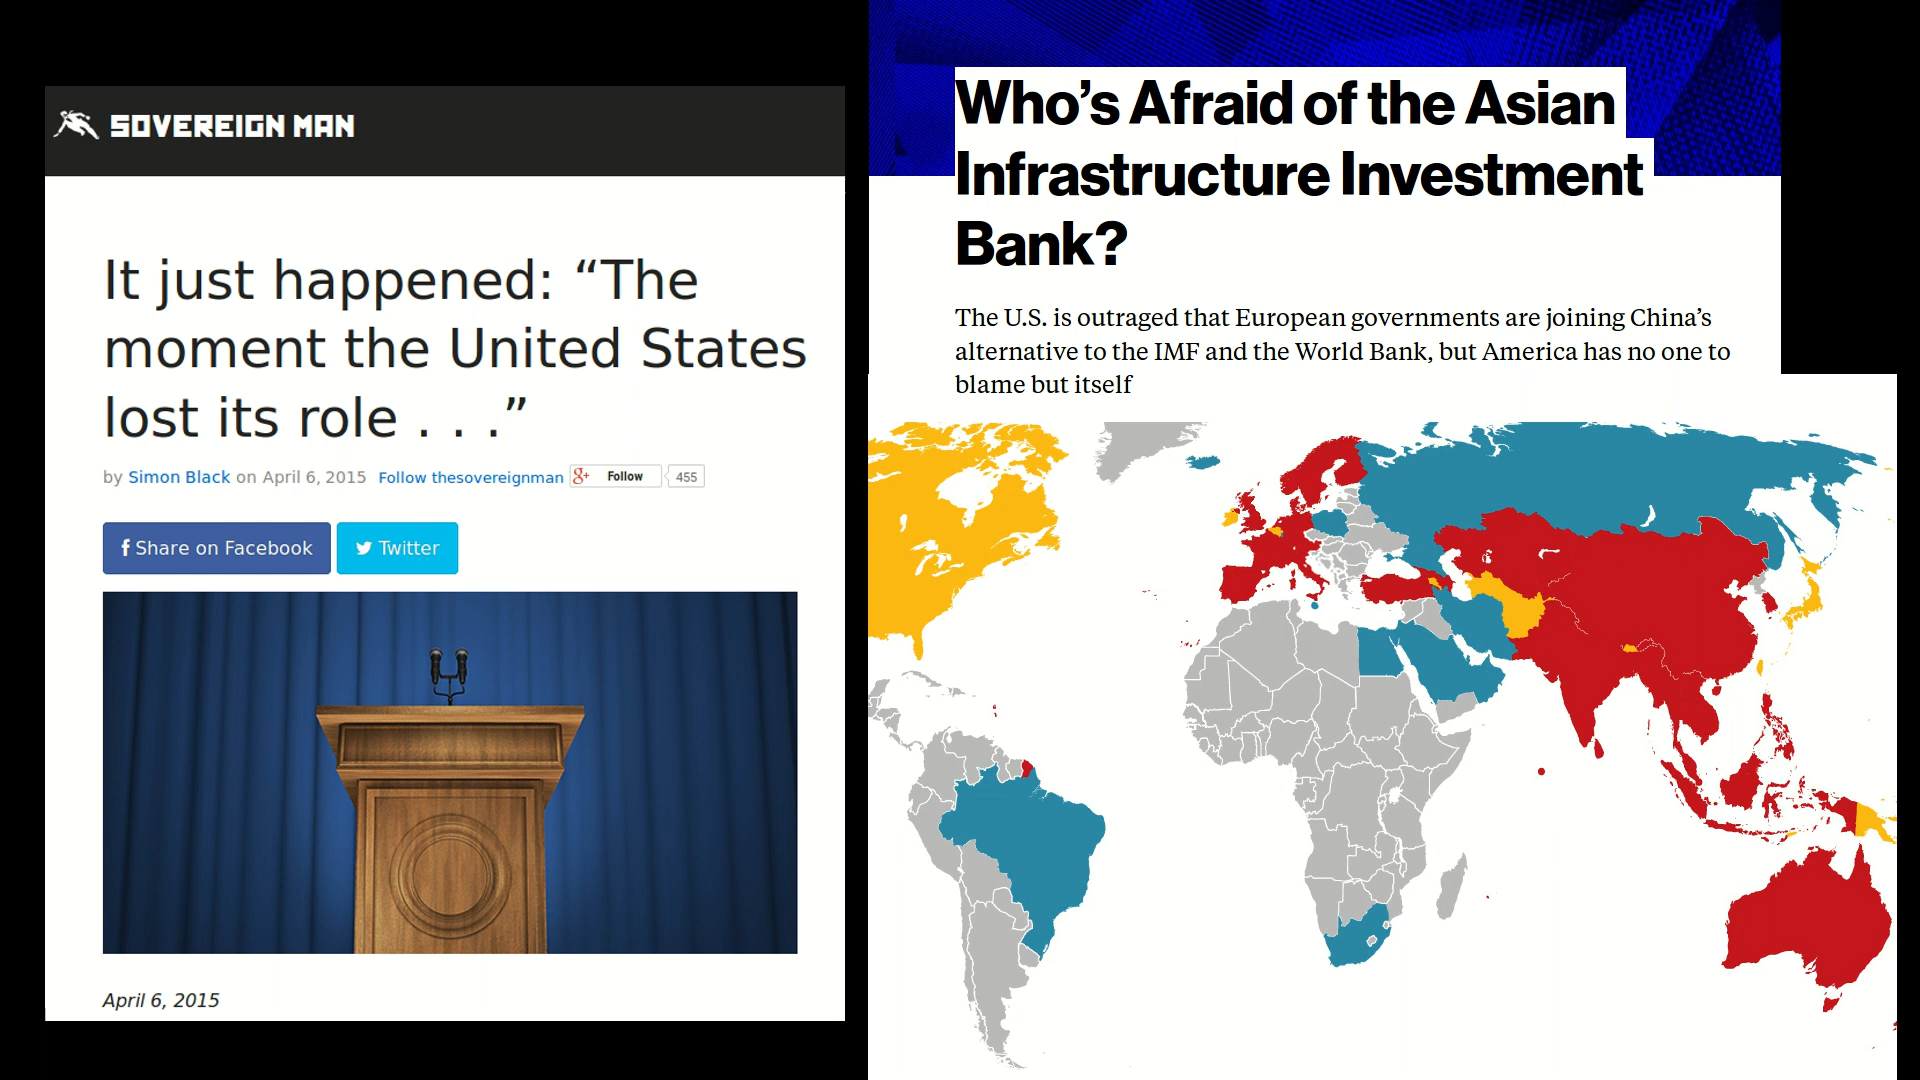 SOVEREIGN MAN
It just happened: “The
moment the United States
lost its role . . .”
by Simon Black on April 6, 2015 Follow thesovereignman g+ Follow 455
f Share on Facebook Twitter
April 6, 2015
Who’s Afraid of the Asian
Infrastructure Investment
Bank?
The U.S. is outraged that European governments are joining China’s
alternative to the IMF and the World Bank, but America has no one to
blame but itself